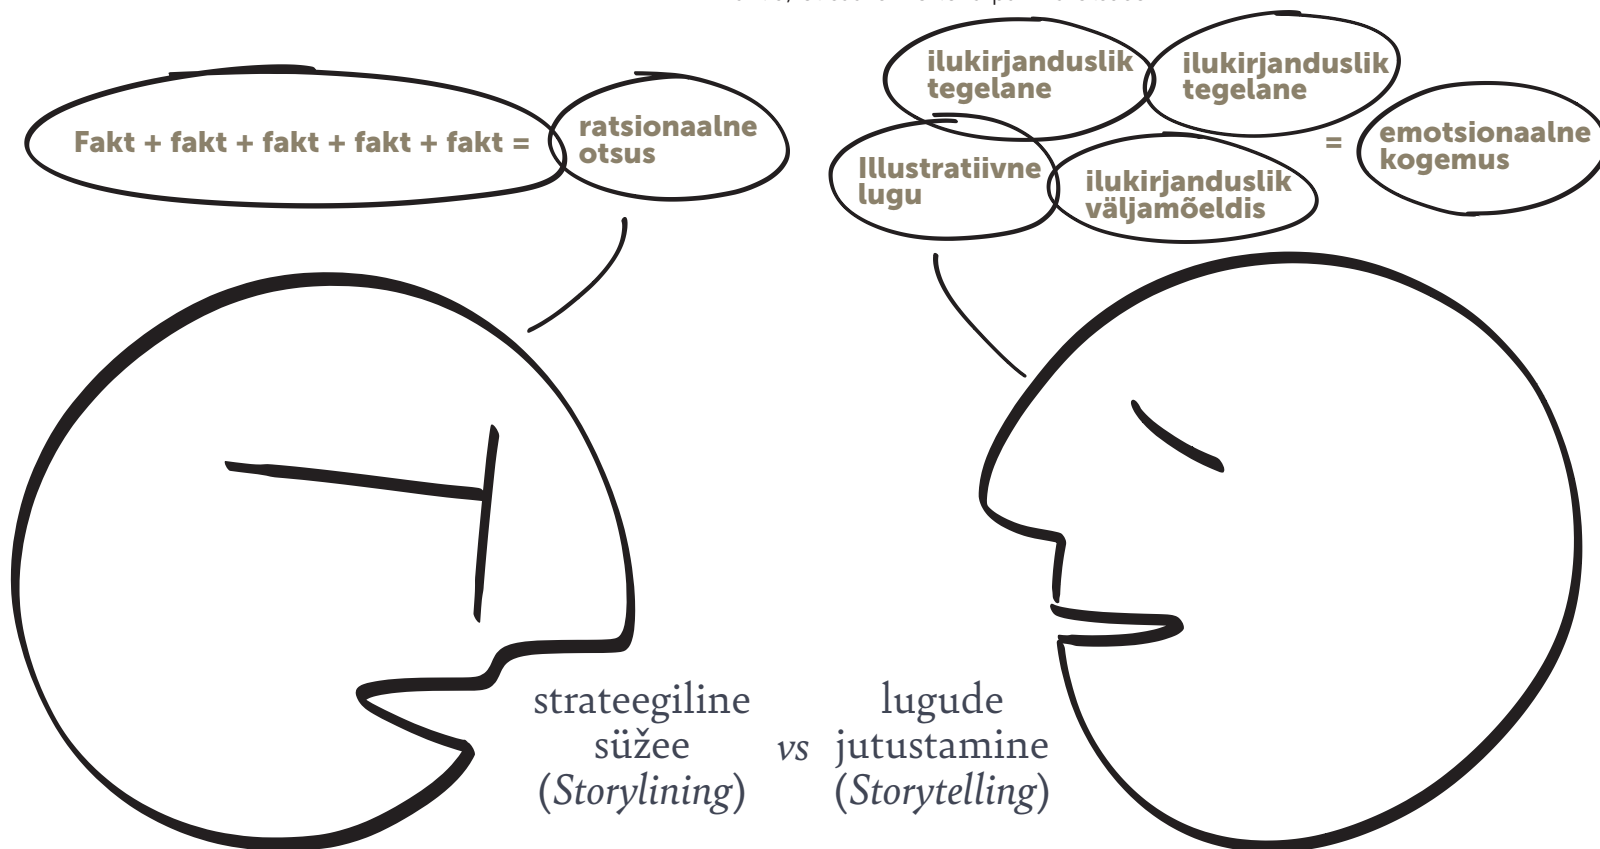 Fakt + fakt + fakt + fakt + fakt =
ratsionaalne
otsus
ilukirjanduslik
tegelane
ilukirjanduslik
tegelane
Illustratiivne
lugu
ilukirjanduslik
väljamõeldis
=
emotsionaalne
kogemus
strateegiline
süžee
(Storylining)
vs
lugude
jutustamine
(Storytelling)